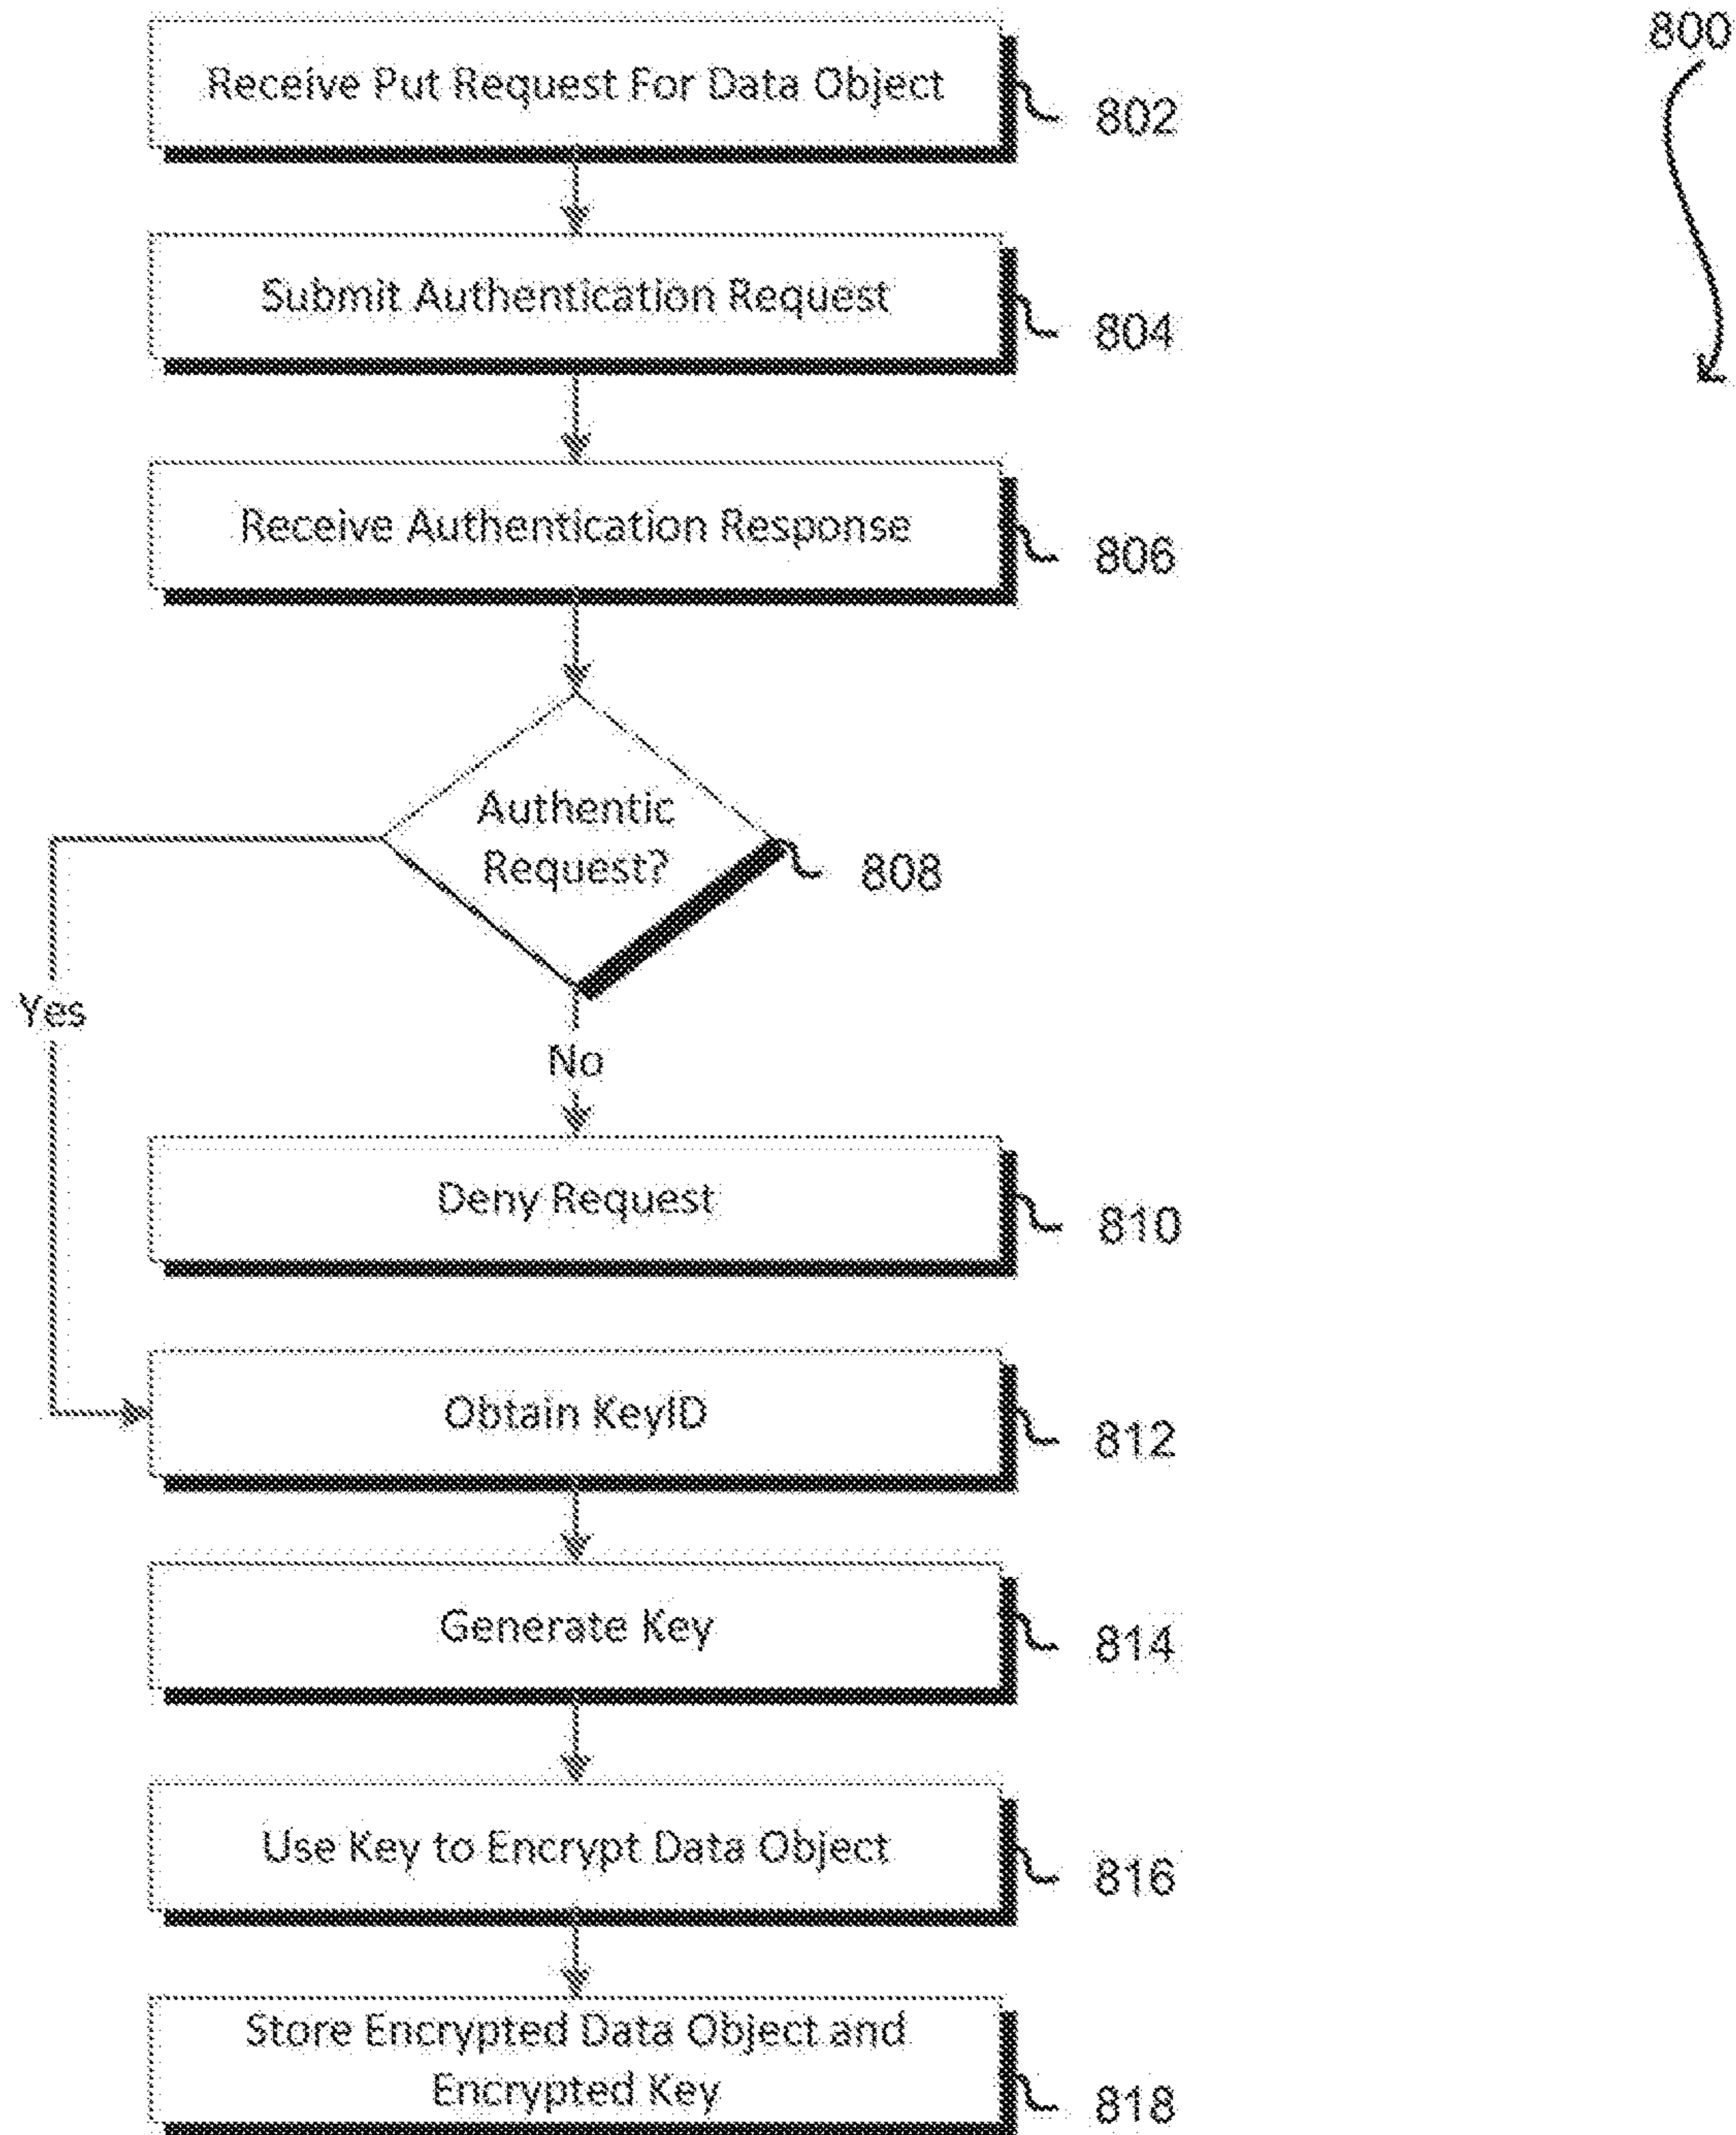 800
Receive Put Request For Data Object
802
Submit Authentication Request
804
Receive Authentication Response
806
Authentic
Request?
808
Yes
No
Deny Request
810
Obtain KeyID
812
Generate Key
814
Use Key to Encrypt Data Object
816
Store Encrypted Data Object and
Encrypted Key
818